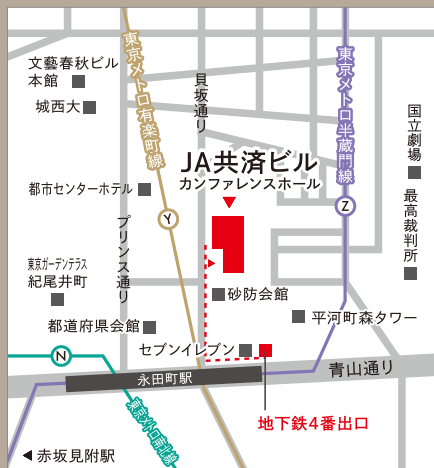 文藝春秋ビル
本館
城西大
東京メトロ有楽町線
貝坂通り
東京メトロ半蔵門線
国立劇場
最高裁判所
JA共済ビル
カンファレンスホール
都市センターホテル
Y
Z
プリンス通り
東京ガーデンテラス
紀尾井町
砂防会館
平河町森タワー
都道府県会館
セブンイレブン
N
永田町駅
青山通り
東京メトロ南北線
地下鉄4番出口
赤坂見附駅